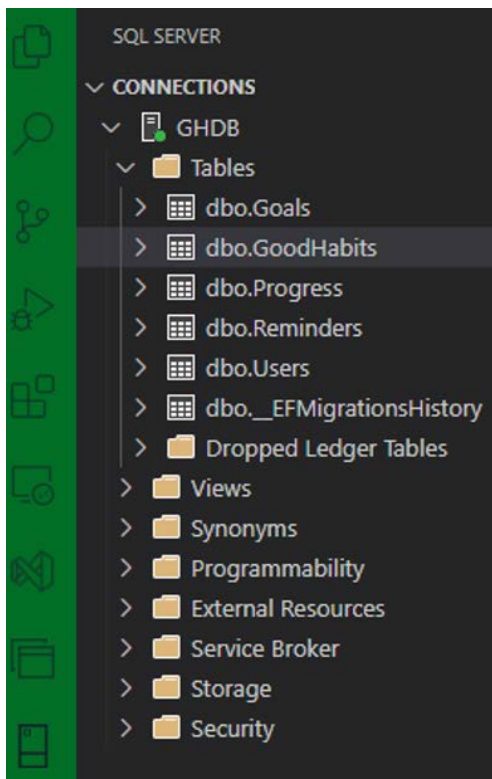 SQL SERVER
CONNECTIONS
GHDB
Tables
dbo.Goals
dbo.GoodHabits
dbo.Progress
dbo.Reminders
dbo.Users
dbo.__EFMigrationsHistory
Dropped Ledger Tables
Views
Synonyms
Programmability
External Resources
Service Broker
Storage
Security